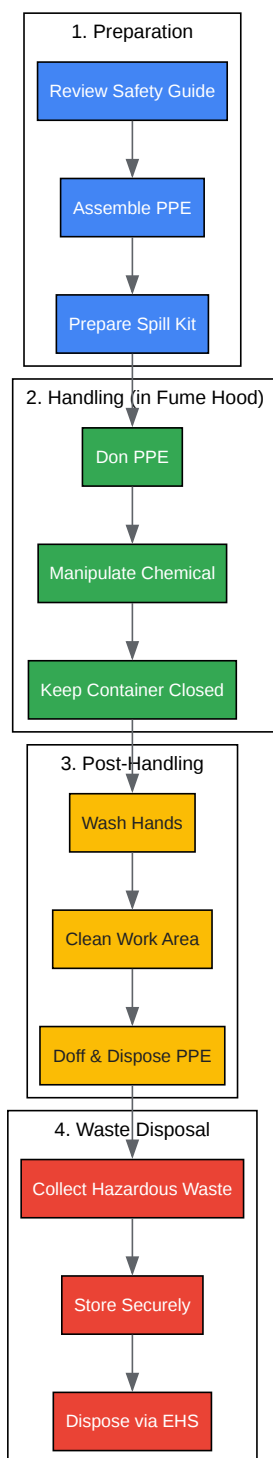 1. Preparation
Review Safety Guide
Assemble PPE
Prepare Spill Kit
2. Handling (in Fume Hood)
Don PPE
Manipulate Chemical
Keep Container Closed
3. Post-Handling
Wash Hands
Clean Work Area
Doff & Dispose PPE
4. Waste Disposal
Collect Hazardous Waste
Store Securely
Dispose via EHS